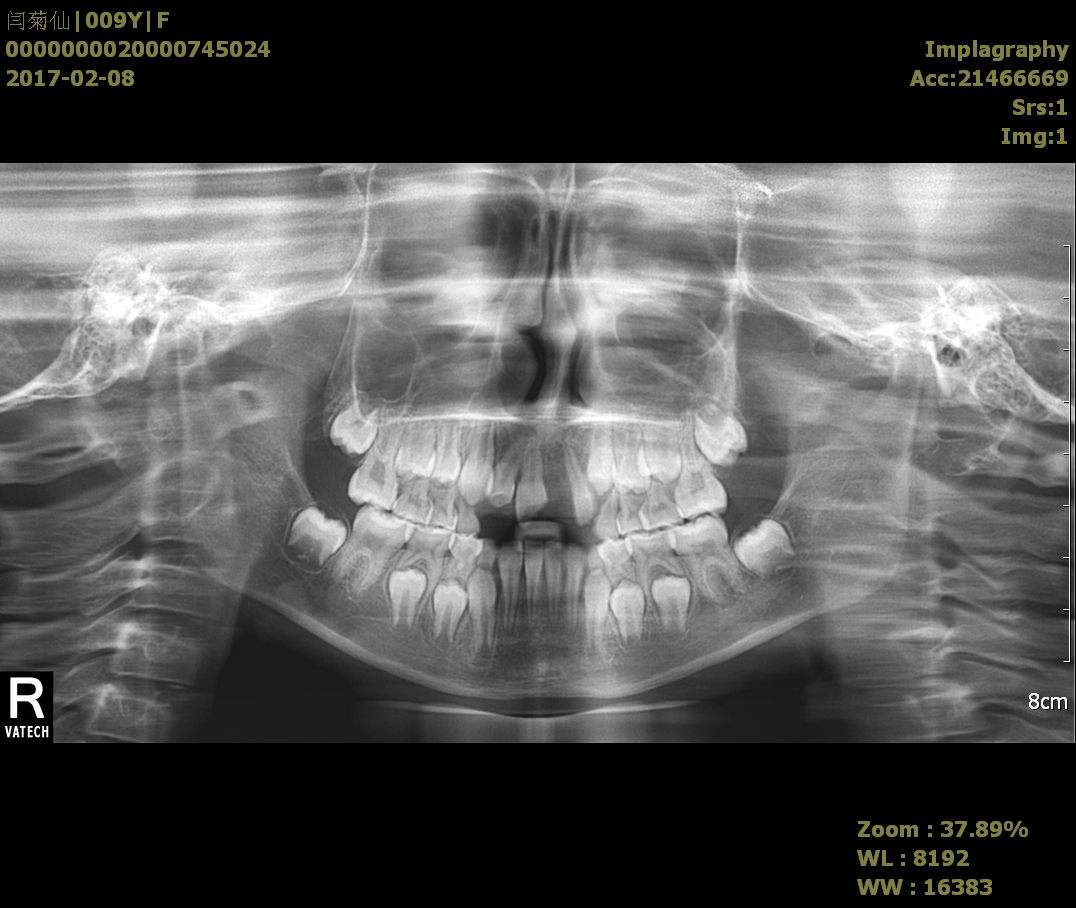 闫菊仙|009Y|F
0000000020000745024
2017-02-08
Implagraphy
Acc:21466669
Srs:1
Img:1
R
VATECH
8cm
Zoom : 37.89%
WL : 8192
WW : 16383